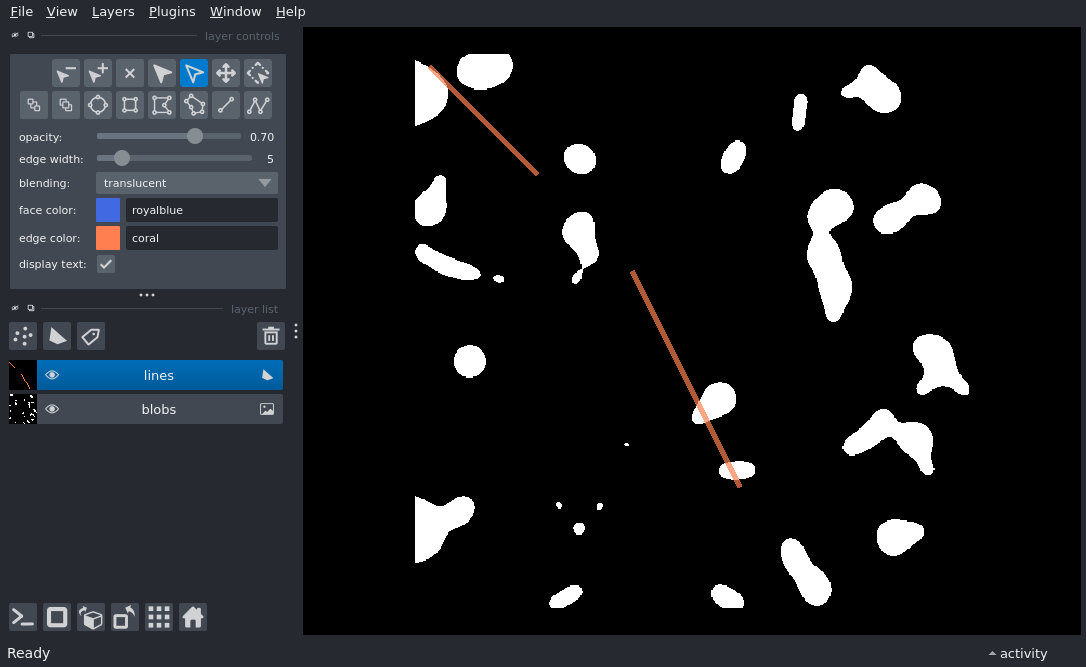 File View Layers Plugins Window Help
layer controls
opacity: 0.70
edge width: 5
blending: translucent
face color: royalblue
edge color: coral
display text:
layer list
lines
blobs
Ready
activity